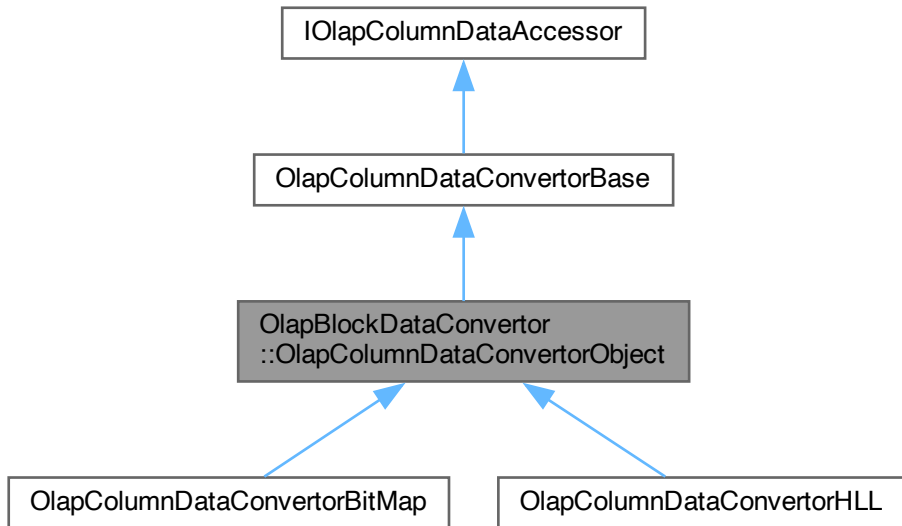 IOlapColumnDataAccessor
OlapColumnDataConvertorBase
OlapBlockDataConvertor
::OlapColumnDataConvertorObject
OlapColumnDataConvertorBitMap
OlapColumnDataConvertorHLL